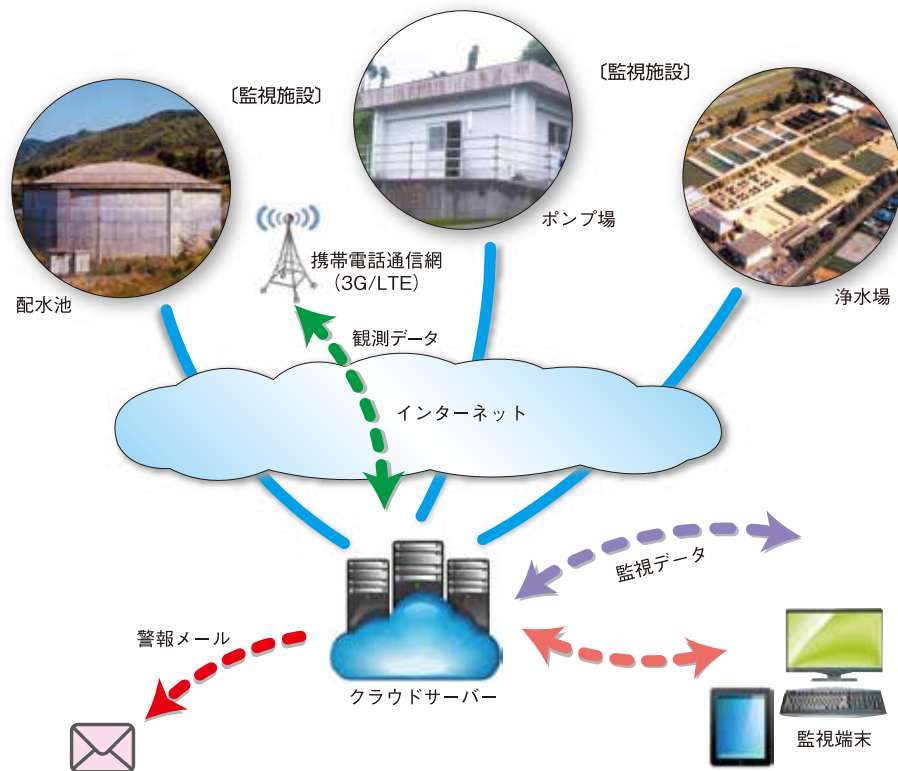 〔監視施設〕
〔監視施設〕
ポンプ場
携帯電話通信網
(3G/LTE)
配水池
浄水場
観測データ
インターネット
監視データ
警報メール
クラウドサーバー
監視端末